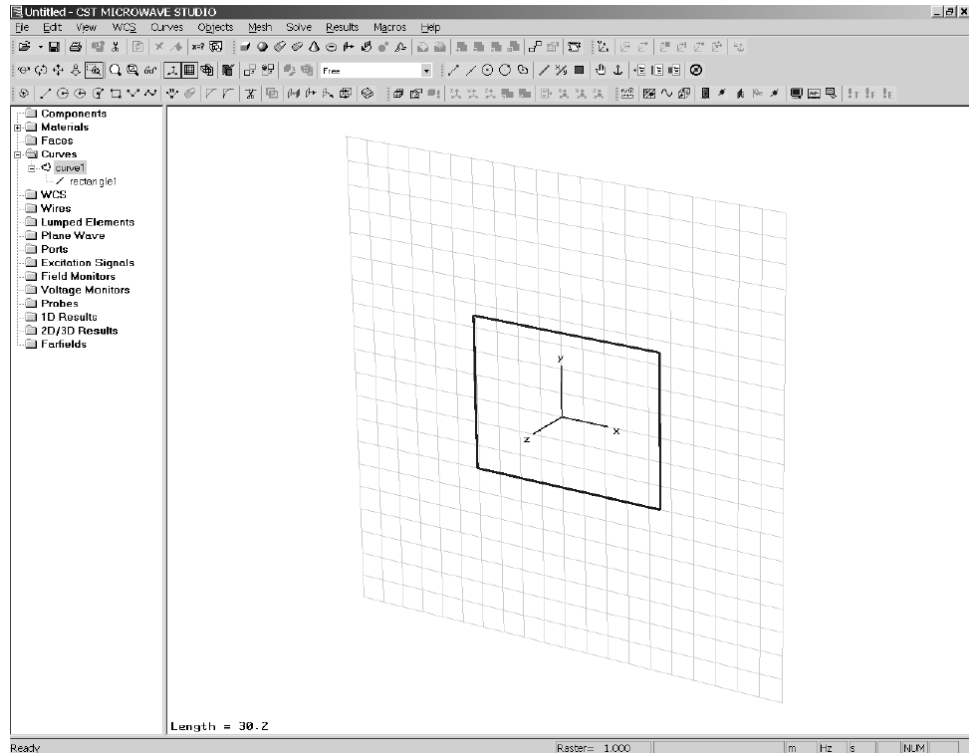 Untitled - CST MICROWAVE STUDIO
File Edit View WCS Curves Objects Mesh Solve Results Macros Help
Free
Components
Materials
Faces
Curves
curve1
rectangle1
WCS
Wires
Lumped Elements
Plane Wave
Ports
Excitation Signals
Field Monitors
Voltage Monitors
Probes
1D Results
2D/3D Results
Farfields
y
x
z
Length = 30.2
Ready Raster= 1.000 m Hz s NUM